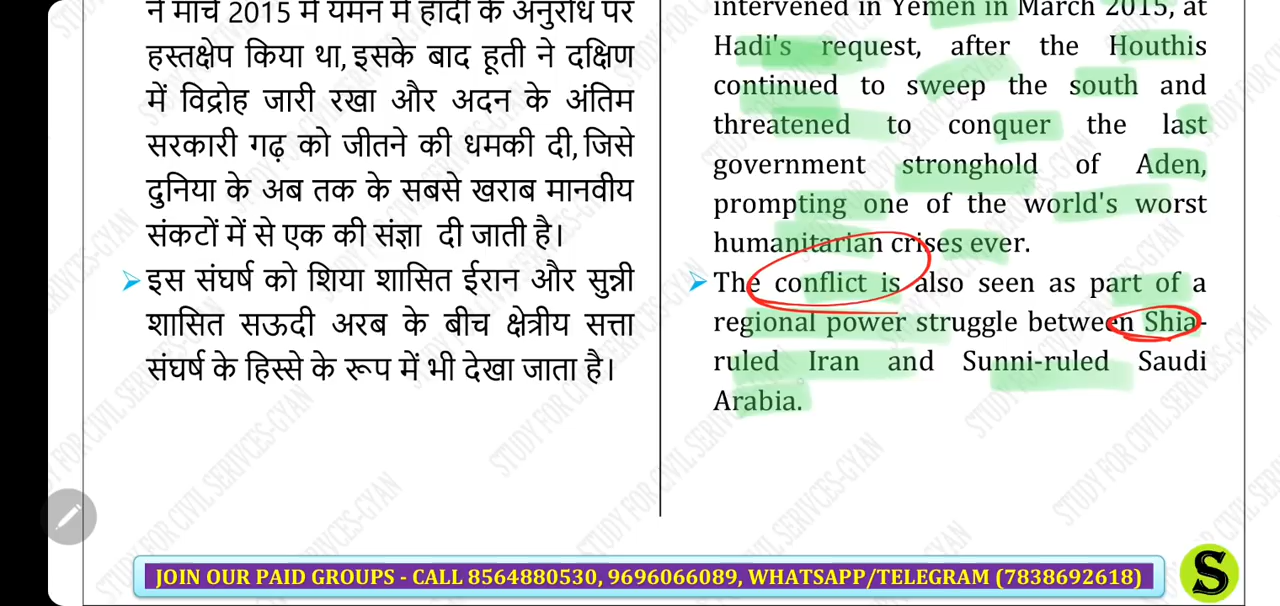 ने मार्च 2015 में यमन में हादी के अनुरोध पर
हस्तक्षेप किया था, इसके बाद हूती ने दक्षिण
में विद्रोह जारी रखा और अदन के अंतिम
सरकारी गढ़ को जीतने की धमकी दी, जिसे
दुनिया के अब तक के सबसे खराब मानवीय
संकटों में से एक की संज्ञा दी जाती है।
इस संघर्ष को शिया शासित ईरान और सुन्नी
शासित सऊदी अरब के बीच क्षेत्रीय सत्ता
संघर्ष के हिस्से के रूप में भी देखा जाता है।
intervened in Yemen in March 2015, at
Hadi's request, after the Houthis
continued to sweep the south and
threatened to conquer the last
government stronghold of Aden,
prompting one of the world's worst
humanitarian crises ever.
The conflict is also seen as part of a
regional power struggle between Shia-
ruled Iran and Sunni-ruled Saudi
Arabia.
STUDY FOR CIVIL SERIVCES-GYAN
JOIN OUR PAID GROUPS - CALL 8564880530, 9696066089, WHATSAPP/TELEGRAM (7838692618)
S